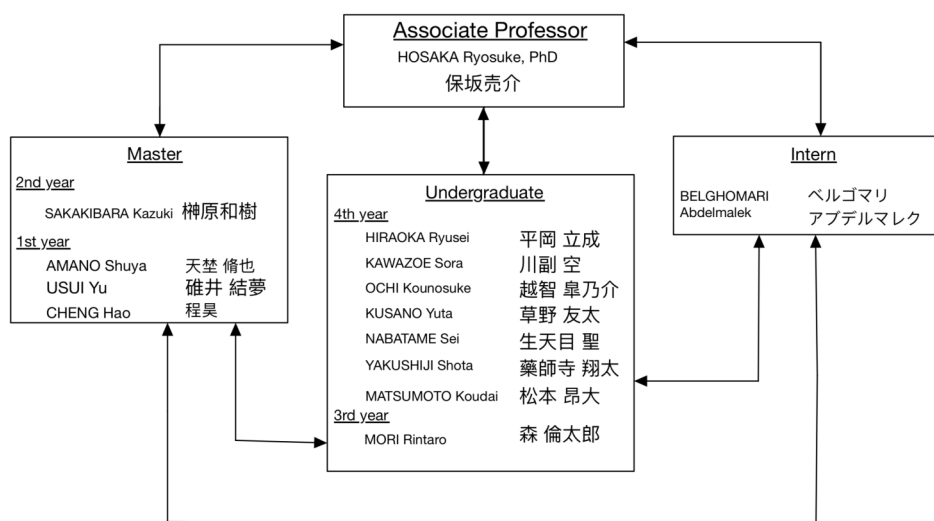 Associate Professor
HOSAKA Ryosuke, PhD
保坂売介
Master
2nd year
SAKAKIBARA Kazuki 榊原和樹
1st year
AMANO Shuya 天埜 脩也
USUI Yu 碓井 結夢
CHENG Hao 程昊
Undergraduate
4th year
HIRAOKA Ryusei 平岡 立成
KAWAZOE Sora 川副 空
OCHI Kounosuke 越智 皐乃介
KUSANO Yuta 草野 友太
NABATAME Sei 生天目 聖
YAKUSHIJI Shota 藥師寺 翔太
MATSUMOTO Koudai 松本 昂大
3rd year
MORI Rintaro 森 倫太郎
Intern
BELGHOMARI ベルゴマリ
Abdelmalek アブデルマレク